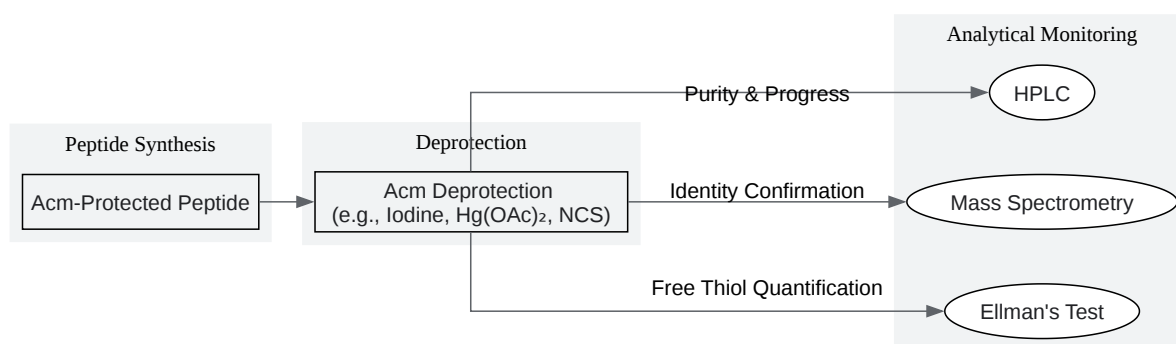 Analytical Monitoring
Purity & Progress
HPLC
Peptide Synthesis
Deprotection
Acm-Protected Peptide
Acm Deprotection
(e.g., Iodine, Hg(OAc)₂, NCS)
Identity Confirmation
Mass Spectrometry
Free Thiol Quantification
Ellman's Test